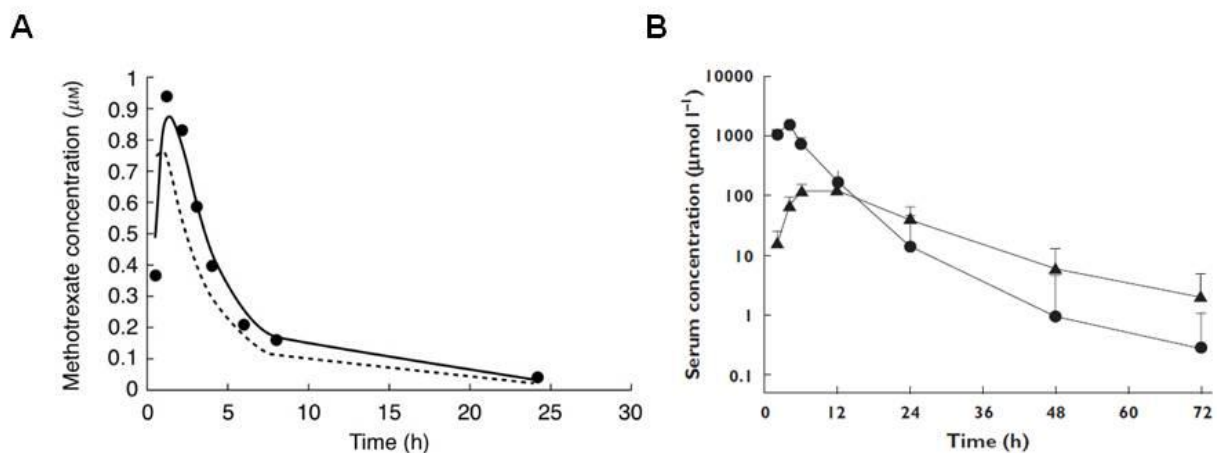 A
Methotrexate concentration (μM)
1
0.9
0.8
0.7
0.6
0.5
0.4
0.3
0.2
0.1
0
0 5 10 15 20 25 30
Time (h)
B
Serum concentration (μmol l⁻¹)
10000
1000
100
10
1
0.1
0 12 24 36 48 60 72
Time (h)